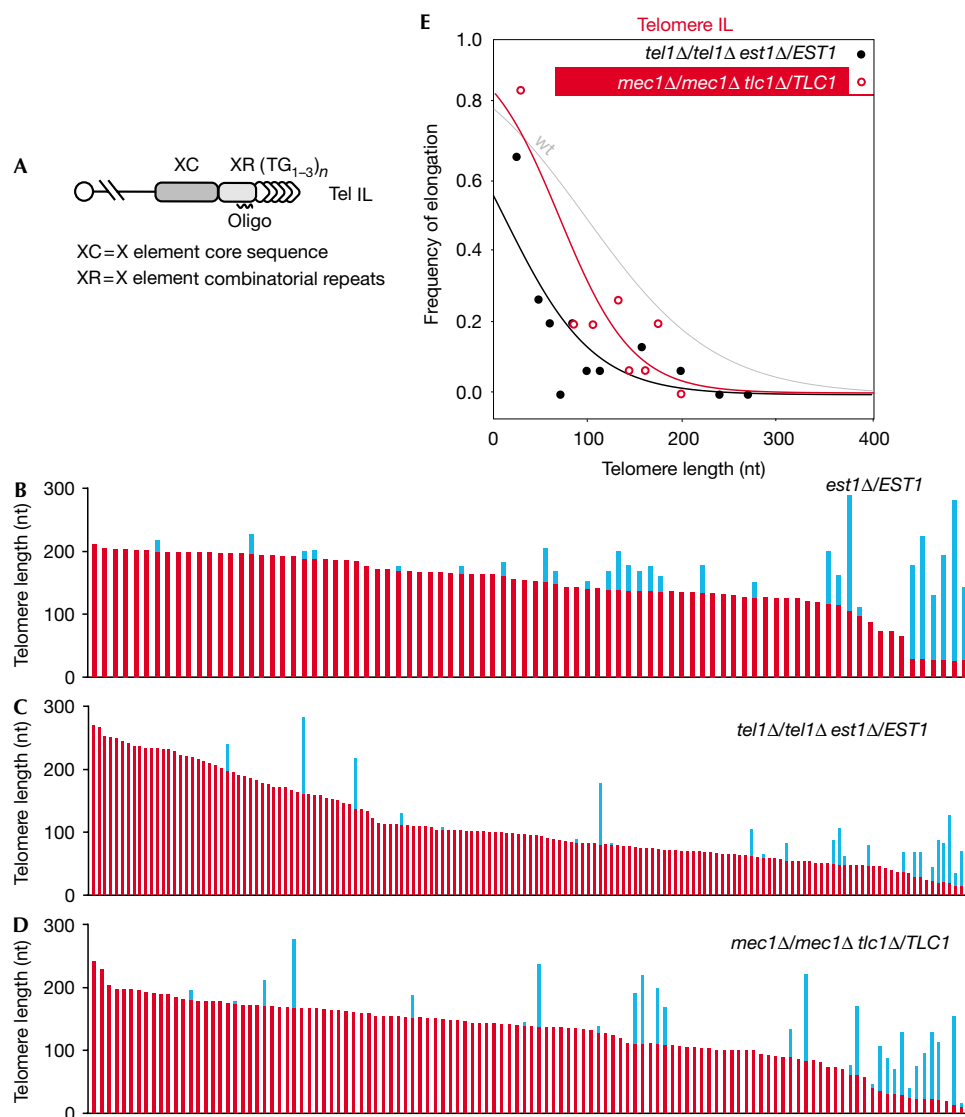 E
Telomere IL
1.0
tel1Δ/tel1Δ est1Δ/EST1
mec1Δ/mec1Δ tlc1Δ/TLC1
0.8
wt
0.6
0.4
0.2
0.0
Frequency of elongation
0 100 200 300 400
Telomere length (nt)
A
XC XR (TG1–3)n
Tel IL
Oligo
XC=X element core sequence
XR=X element combinatorial repeats
B
est1Δ/EST1
300
200
100
0
Telomere length (nt)
C
tel1Δ/tel1Δ est1Δ/EST1
300
200
100
0
Telomere length (nt)
D
mec1Δ/mec1Δ tlc1Δ/TLC1
300
200
100
0
Telomere length (nt)